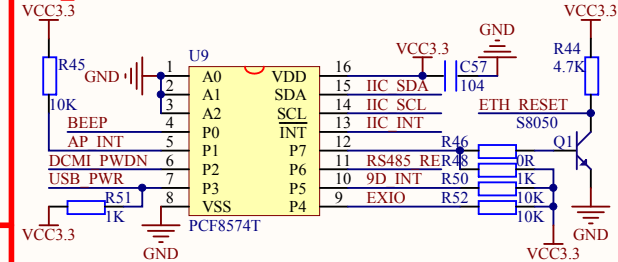 VCC3.3
VCC3.3
U9
GND
R45
VCC3.3
R44
GND
1
A0
VDD
16
C57
4.7K
2
A1
SDA
15
IIC_SDA
104
10K
3
A2
SCL
14
IIC_SCL
ETH_RESET
BEEP
4
P0
INT
13
IIC_INT
S8050
AP_INT
5
P1
P7
12
R46
Q1
DCMI_PWDN
6
P2
P6
11
RS485_RE
R48
0R
USB_PWR
7
P3
P5
10
9D_INT
R50
1K
R51
8
VSS
P4
9
EXIO
R52
10K
1K
PCF8574T
10K
VCC3.3
GND
VCC3.3
GND